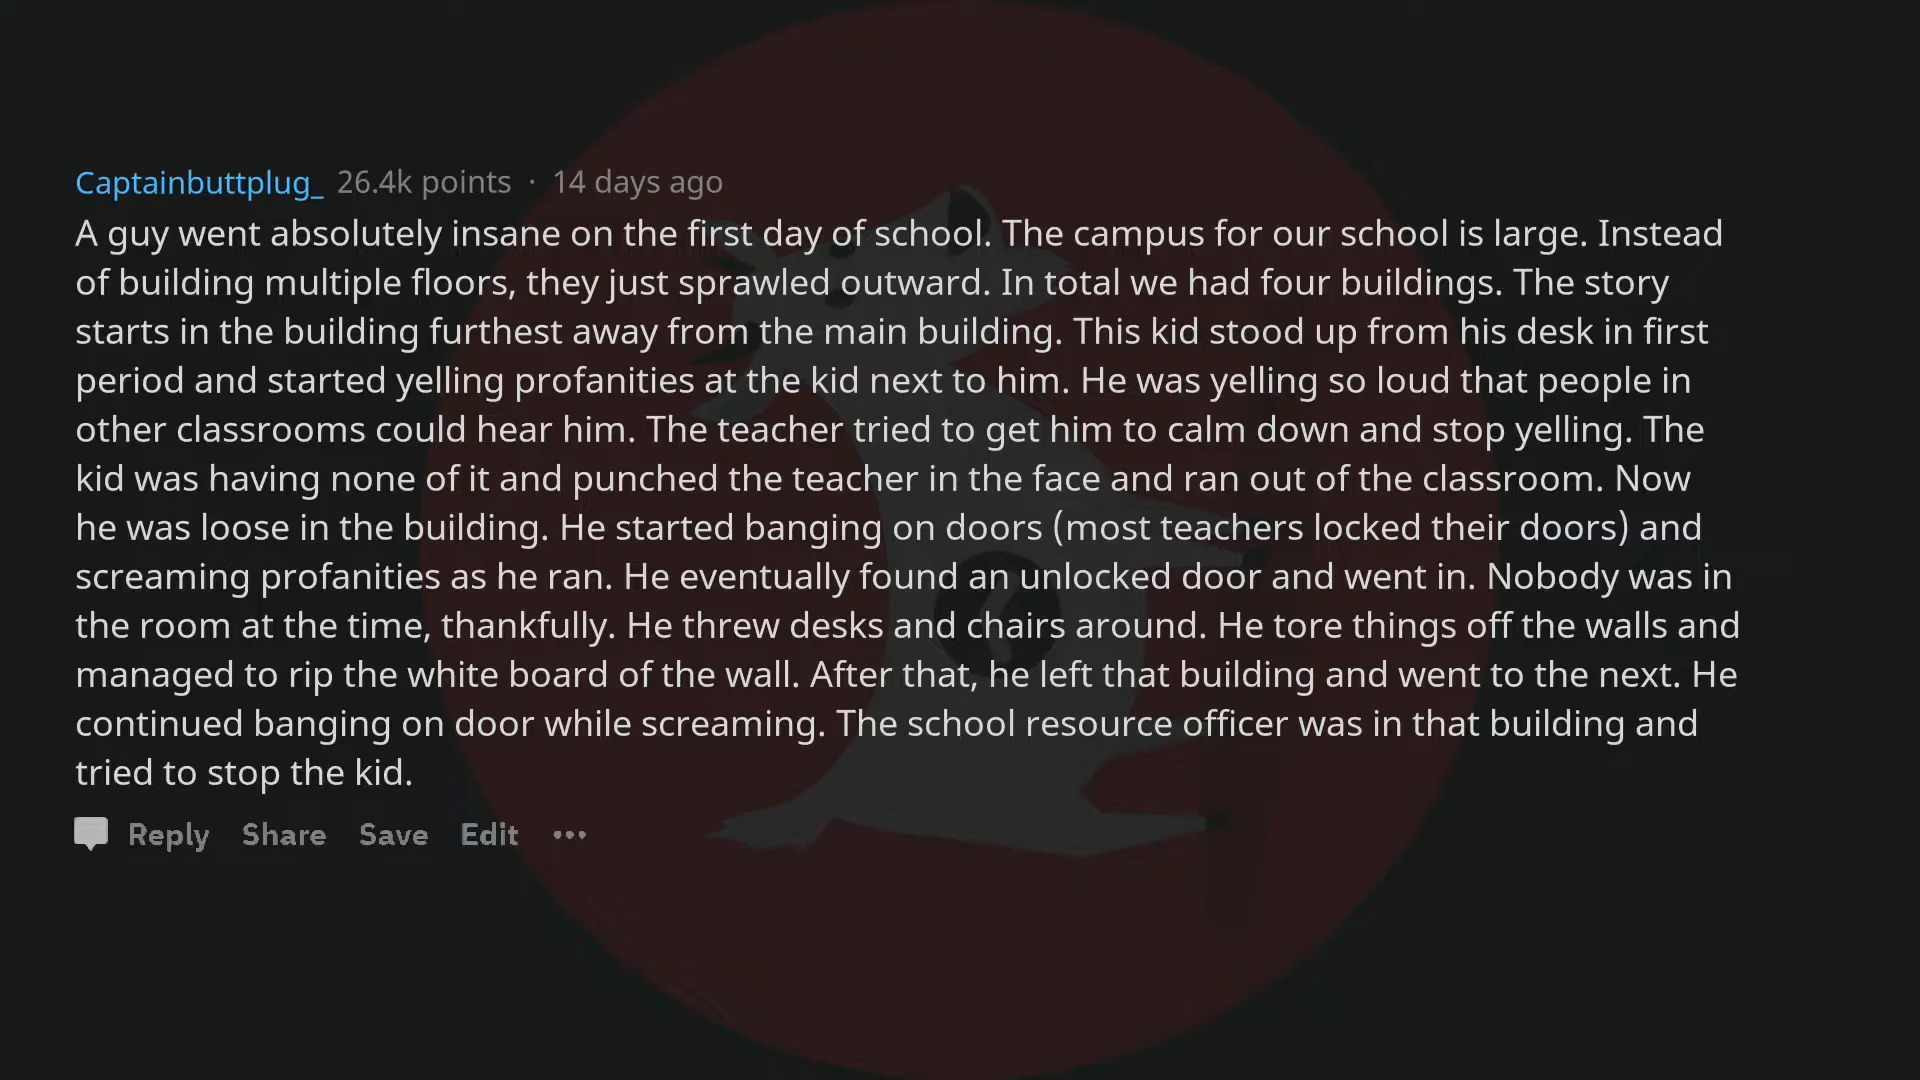 Captainbuttplug_ 26.4k points · 14 days ago
A guy went absolutely insane on the first day of school. The campus for our school is large. Instead
of building multiple floors, they just sprawled outward. In total we had four buildings. The story
starts in the building furthest away from the main building. This kid stood up from his desk in first
period and started yelling profanities at the kid next to him. He was yelling so loud that people in
other classrooms could hear him. The teacher tried to get him to calm down and stop yelling. The
kid was having none of it and punched the teacher in the face and ran out of the classroom. Now
he was loose in the building. He started banging on doors (most teachers locked their doors) and
screaming profanities as he ran. He eventually found an unlocked door and went in. Nobody was in
the room at the time, thankfully. He threw desks and chairs around. He tore things off the walls and
managed to rip the white board of the wall. After that, he left that building and went to the next. He
continued banging on door while screaming. The school resource officer was in that building and
tried to stop the kid.
Reply Share Save Edit ···